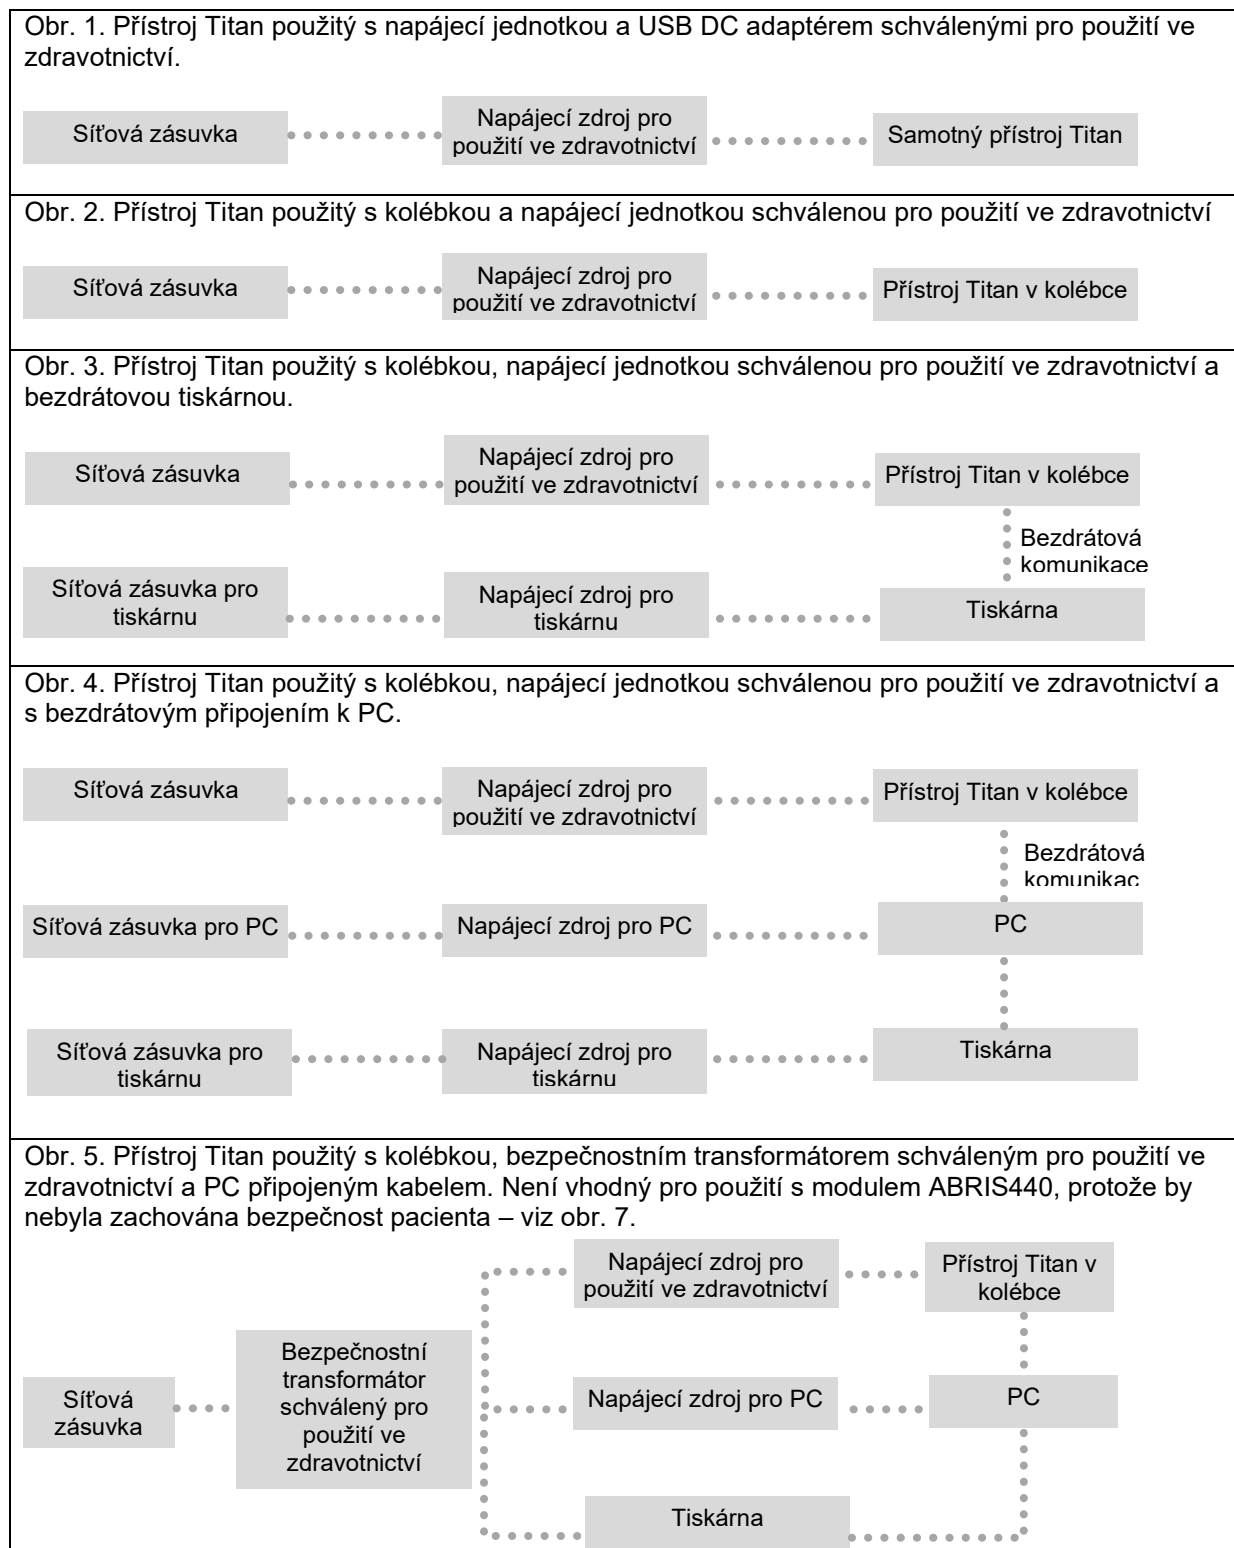 Obr. 1. Přístroj Titan použitý s napájecí jednotkou a USB DC adaptérem schválenými pro použití ve
zdravotnictví.
Síťová zásuvka
Napájecí zdroj pro
použití ve zdravotnictví
Samotný přístroj Titan
Obr. 2. Přístroj Titan použitý s kolébkou a napájecí jednotkou schválenou pro použití ve zdravotnictví
Síťová zásuvka
Napájecí zdroj pro
použití ve zdravotnictví
Přístroj Titan v kolébce
Obr. 3. Přístroj Titan použitý s kolébkou, napájecí jednotkou schválenou pro použití ve zdravotnictví a
bezdrátovou tiskárnou.
Síťová zásuvka
Napájecí zdroj pro
použití ve zdravotnictví
Přístroj Titan v kolébce
Bezdrátová
komunikace
Síťová zásuvka pro
tiskárnu
Napájecí zdroj pro
tiskárnu
Tiskárna
Obr. 4. Přístroj Titan použitý s kolébkou, napájecí jednotkou schválenou pro použití ve zdravotnictví a
s bezdrátovým připojením k PC.
Síťová zásuvka
Napájecí zdroj pro
použití ve zdravotnictví
Přístroj Titan v kolébce
Bezdrátová
komunikac
Síťová zásuvka pro PC
Napájecí zdroj pro PC
PC
Síťová zásuvka pro
tiskárnu
Napájecí zdroj pro
tiskárnu
Tiskárna
Obr. 5. Přístroj Titan použitý s kolébkou, bezpečnostním transformátorem schváleným pro použití ve
zdravotnictví a PC připojeným kabelem. Není vhodný pro použití s modulem ABRIS440, protože by
nebyla zachována bezpečnost pacienta – viz obr. 7.
Síťová
zásuvka
Bezpečnostní
transformátor
schválený pro
použití ve
zdravotnictví
Napájecí zdroj pro
použití ve zdravotnictví
Přístroj Titan v
kolébce
Napájecí zdroj pro PC
PC
Tiskárna